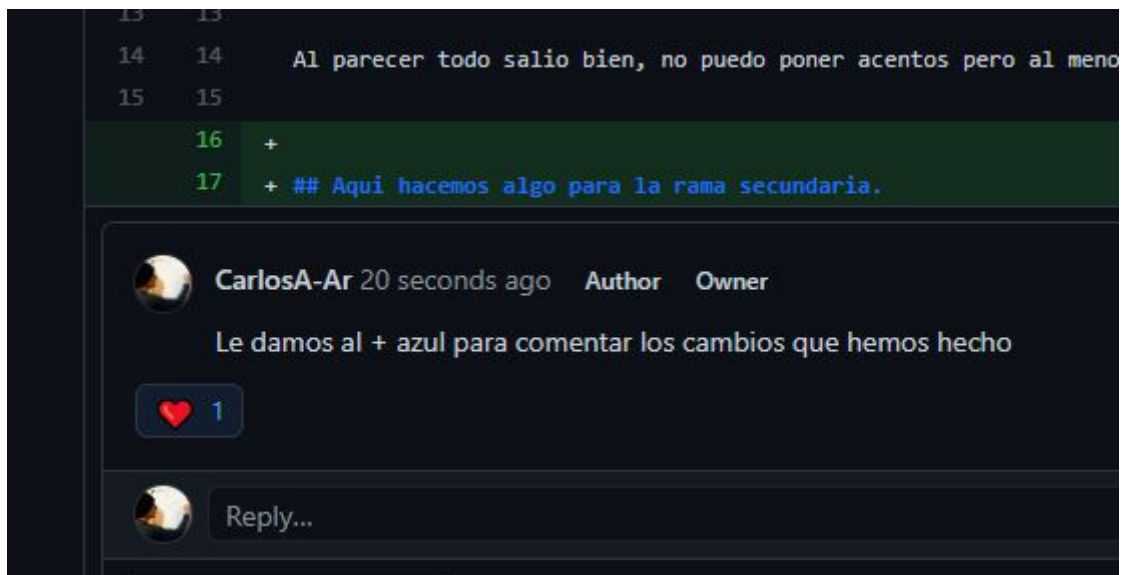 13 13
14 14 Al parecer todo salio bien, no puedo poner acentos pero al meno
15 15
16 +
17 + ## Aqui hacemos algo para la rama secundaria.
CarlosA-Ar 20 seconds ago Author Owner
Le damos al + azul para comentar los cambios que hemos hecho
1
Reply...